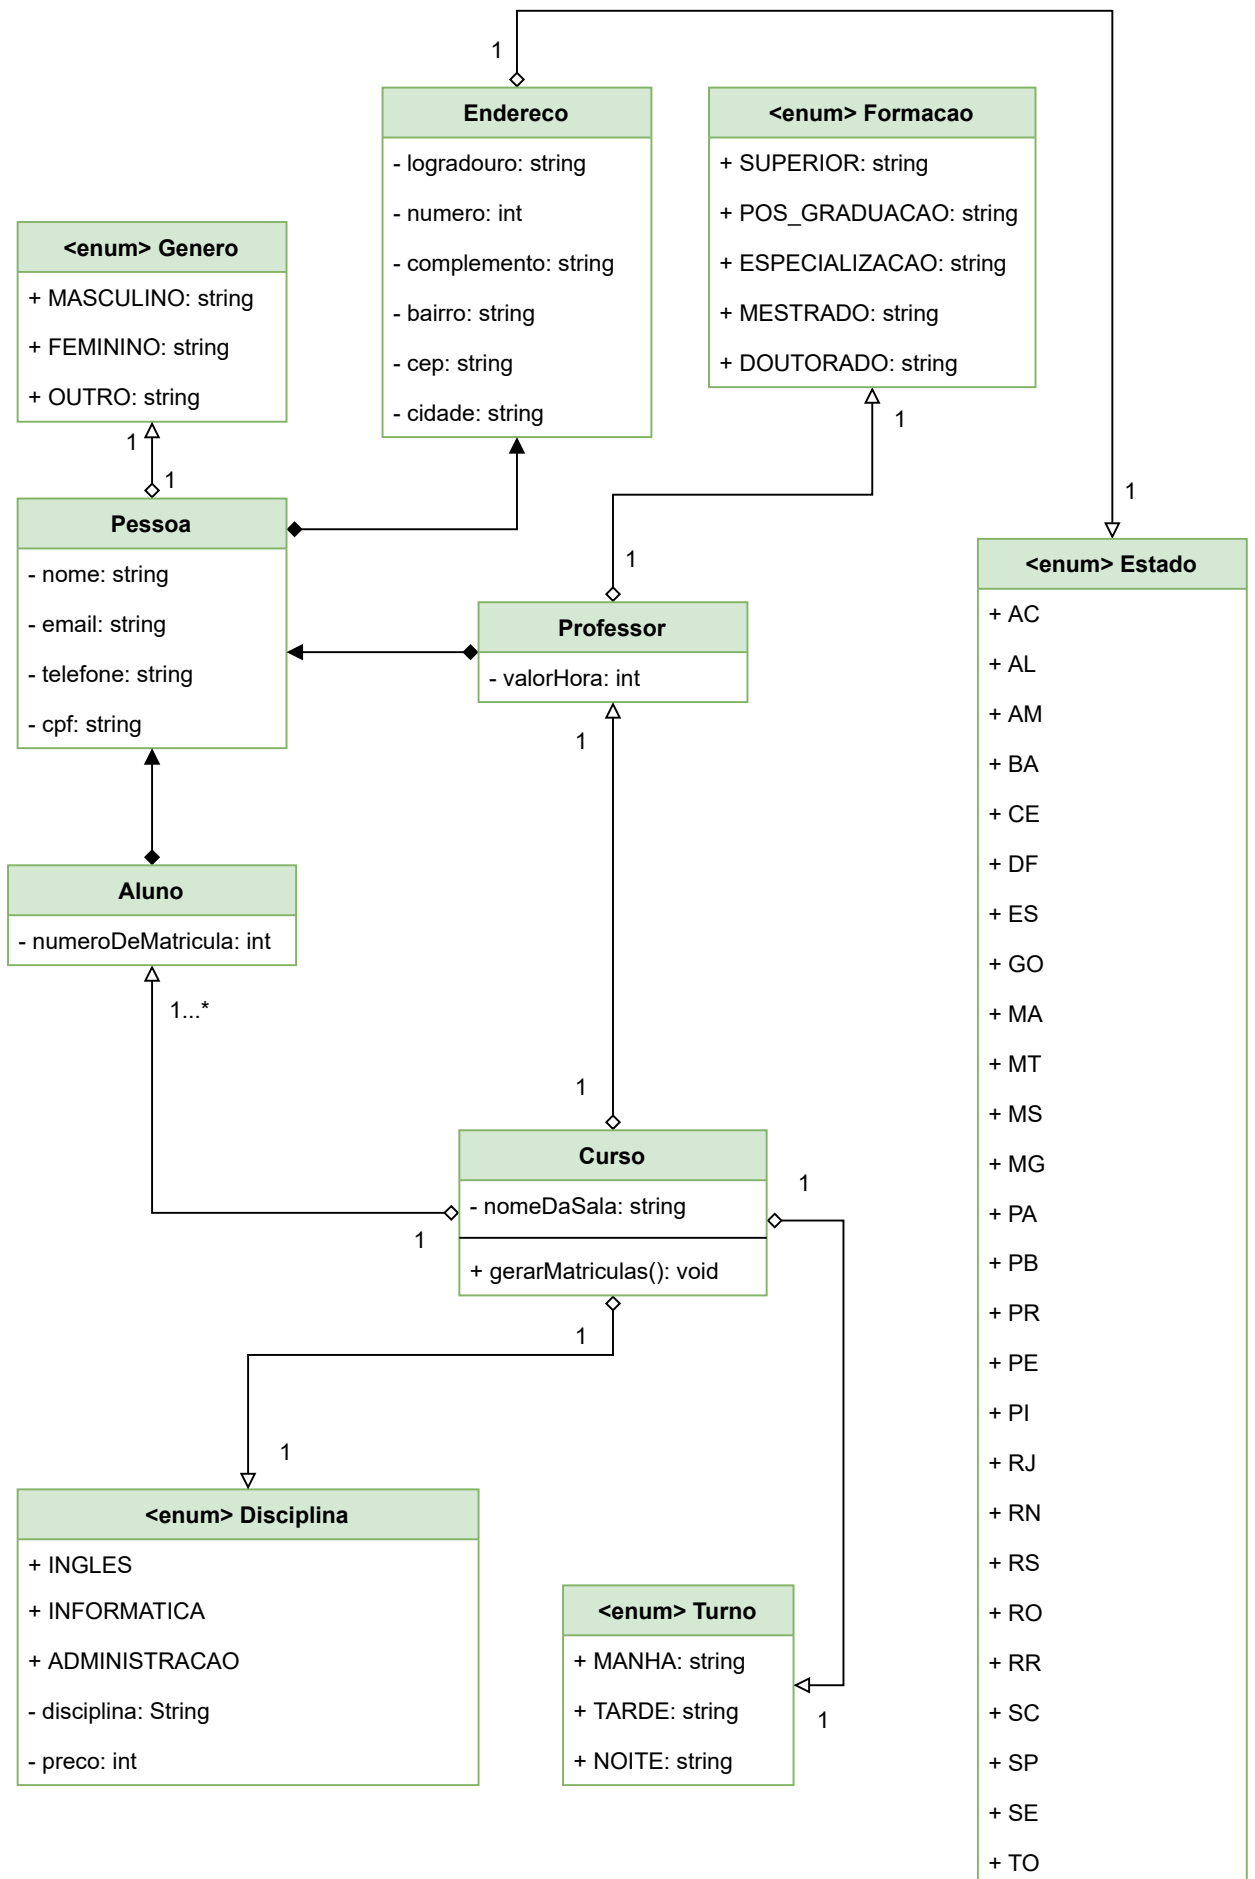 1
Endereco
- logradouro: string
- numero: int
- complemento: string
- bairro: string
- cep: string
- cidade: string
<enum> Formacao
+ SUPERIOR: string
+ POS_GRADUACAO: string
+ ESPECIALIZACAO: string
+ MESTRADO: string
+ DOUTORADO: string
1
<enum> Genero
+ MASCULINO: string
+ FEMININO: string
+ OUTRO: string
1
1
Pessoa
- nome: string
- email: string
- telefone: string
- cpf: string
1
Professor
- valorHora: int
1
1
<enum> Estado
+ AC
+ AL
+ AM
+ BA
+ CE
+ DF
+ ES
+ GO
+ MA
+ MT
+ MS
+ MG
+ PA
+ PB
+ PR
+ PE
+ PI
+ RJ
+ RN
+ RS
+ RO
+ RR
+ SC
+ SP
+ SE
+ TO
Aluno
- numeroDeMatricula: int
1...*
1
Curso
- nomeDaSala: string
+ gerarMatriculas(): void
1
1
1
1
<enum> Disciplina
+ INGLES
+ INFORMATICA
+ ADMINISTRACAO
- disciplina: String
- preco: int
<enum> Turno
+ MANHA: string
+ TARDE: string
+ NOITE: string
1